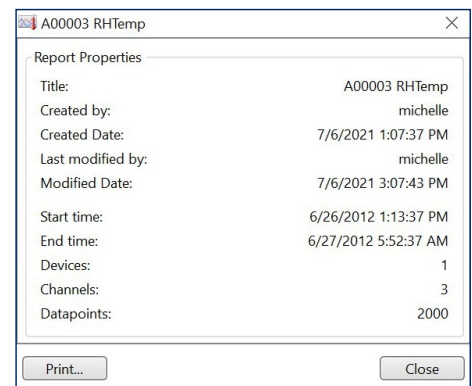 A00003 RHTemp
Report Properties
Title: A00003 RHTemp
Created by: michelle
Created Date: 7/6/2021 1:07:37 PM
Last modified by: michelle
Modified Date: 7/6/2021 3:07:43 PM
Start time: 6/26/2012 1:13:37 PM
End time: 6/27/2012 5:52:37 AM
Devices: 1
Channels: 3
Datapoints: 2000
Print... Close